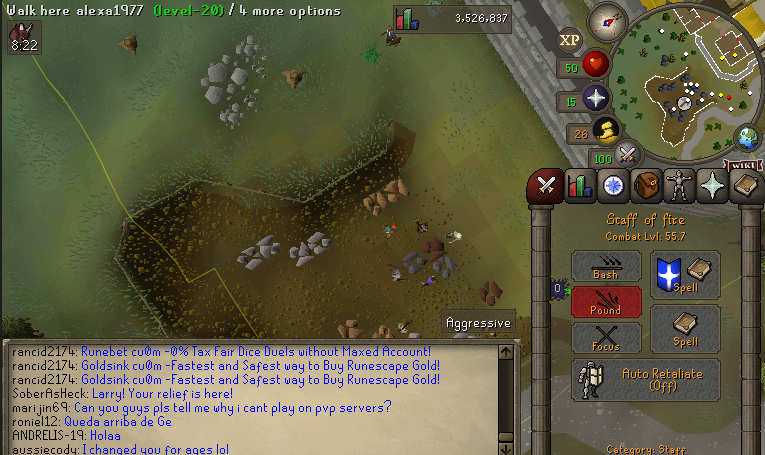 Walk here alexa1977 (level-20) / 4 more options
3,526,837
8:22
XP
50
15
26
100
WIKI
Staff of fire
Combat Lvl: 55.7
Bash
Spell
0
Pound
Spell
Focus
Aggressive
Auto Retaliate
(Off)
Category: Staff
rancid2174: Runebet cu0m -0% Tax Fair Dice Duels without Maxed Account!
rancid2174: Goldsink cu0m -Fastest and Safest way to Buy Runescape Gold!
rancid2174: Goldsink cu0m -Fastest and Safest way to Buy Runescape Gold!
SoberAsHeck: Larry! Your relief is here!
marijin69: Can you guys pls tell me why i cant play on pvp servers?
roniel12: Queda arriba de Ge
ANDRELIS-19: Holaa
aussiecody: I changed you for ages lol